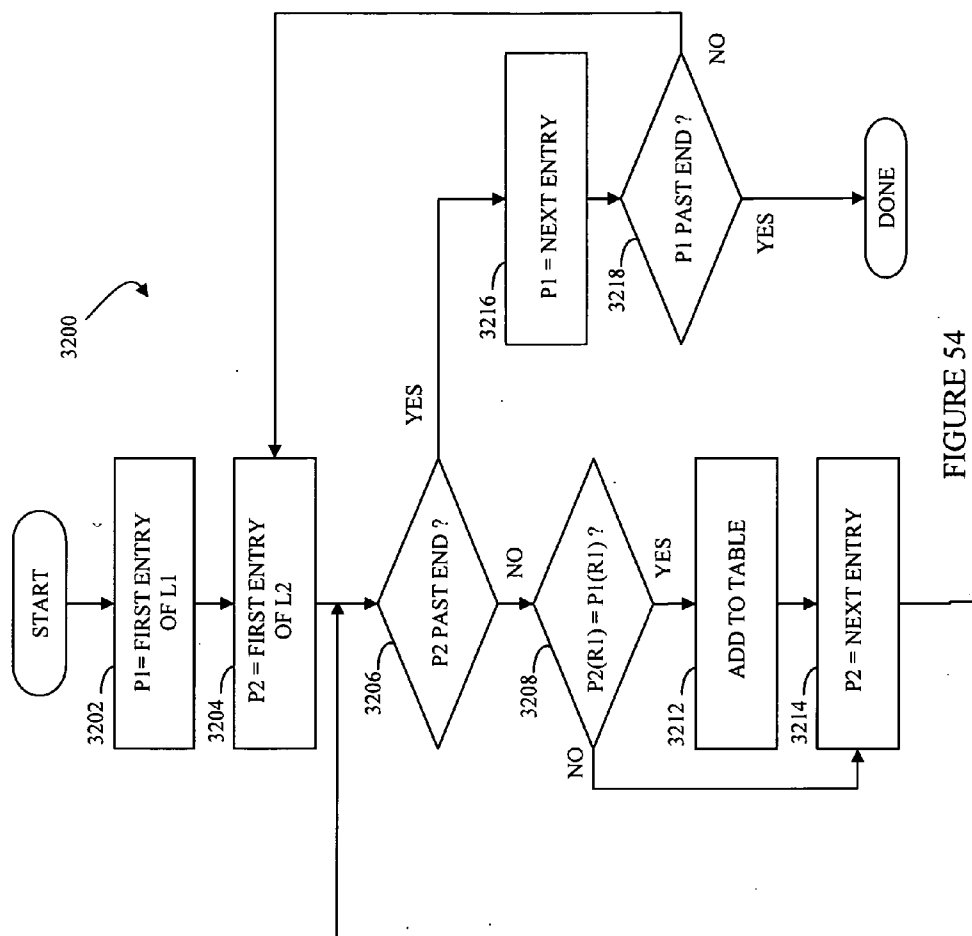 3200
START
3202
P1= FIRST ENTRY
OF L1
3204
P2 = FIRST ENTRY
OF L2
3206
P2 PAST END ?
YES
NO
3208
P2(R1) = P1(R1) ?
NO
YES
3212
ADD TO TABLE
3214
P2 = NEXT ENTRY
3216
P1 = NEXT ENTRY
3218
P1 PAST END ?
NO
YES
DONE
FIGURE 54